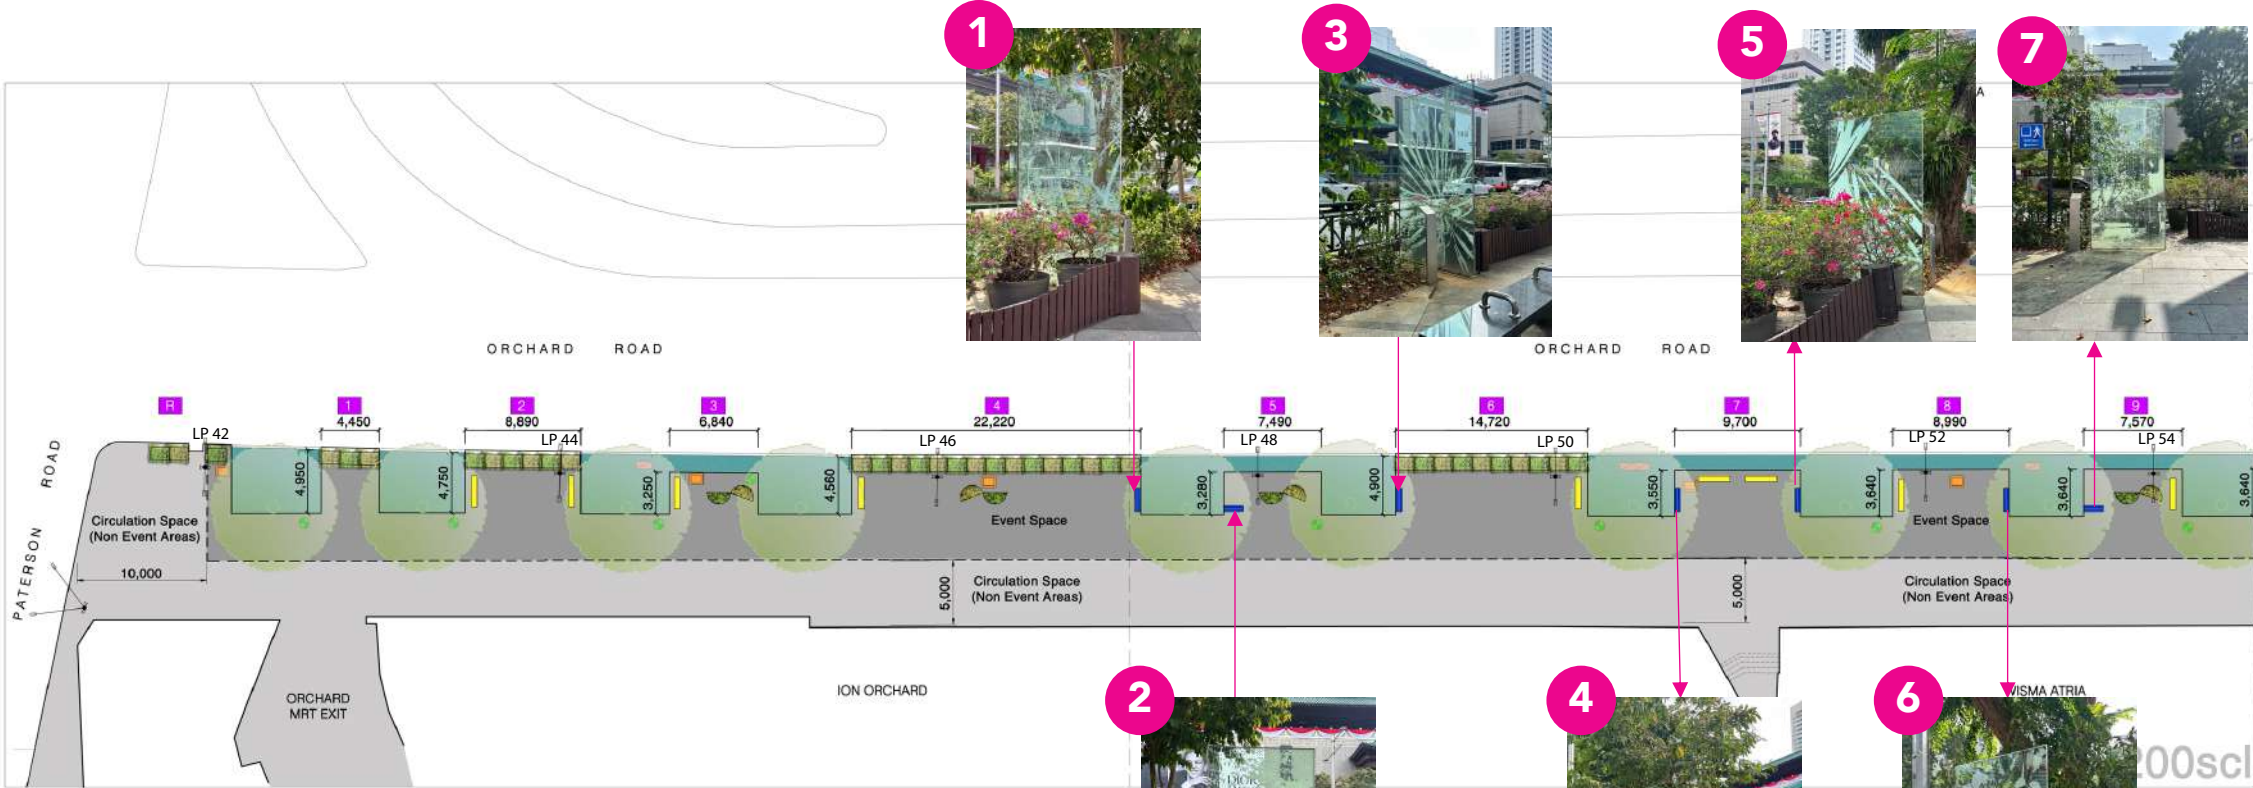 1
3
5
7
A
ORCHARD ROAD
ORCHARD ROAD
R
1
2
3
4
5
6
7
8
9
4,450
8,890
6,840
22,220
7,490
14,720
9,700
8,990
7,570
LP 42
LP 44
LP 46
LP 48
LP 50
LP 52
LP 54
4,950
4,750
3,250
4,560
3,280
4,900
3,550
3,640
3,640
3,640
PATERSON ROAD
Circulation Space
(Non Event Areas)
Event Space
Event Space
10,000
5,000
Circulation Space
(Non Event Areas)
5,000
Circulation Space
(Non Event Areas)
ORCHARD
MRT EXIT
ION ORCHARD
WISMA ATRIA
2
4
6
DIOR
200scl